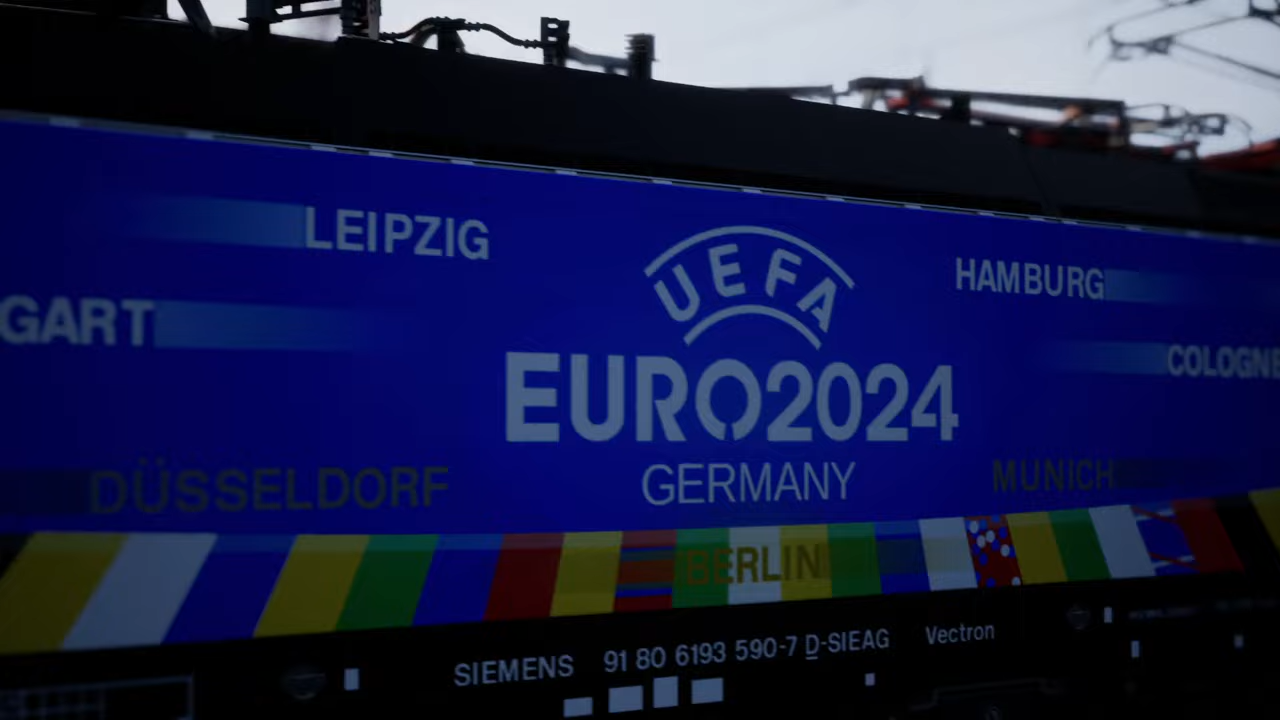 LEIPZIG
GART
DÜSSELDORF
UEFA
EURO2024
GERMANY
HAMBURG
COLOGNE
MUNICH
BERLIN
SIEMENS 91 80 6193 590-7 D-SIEAG Vectron